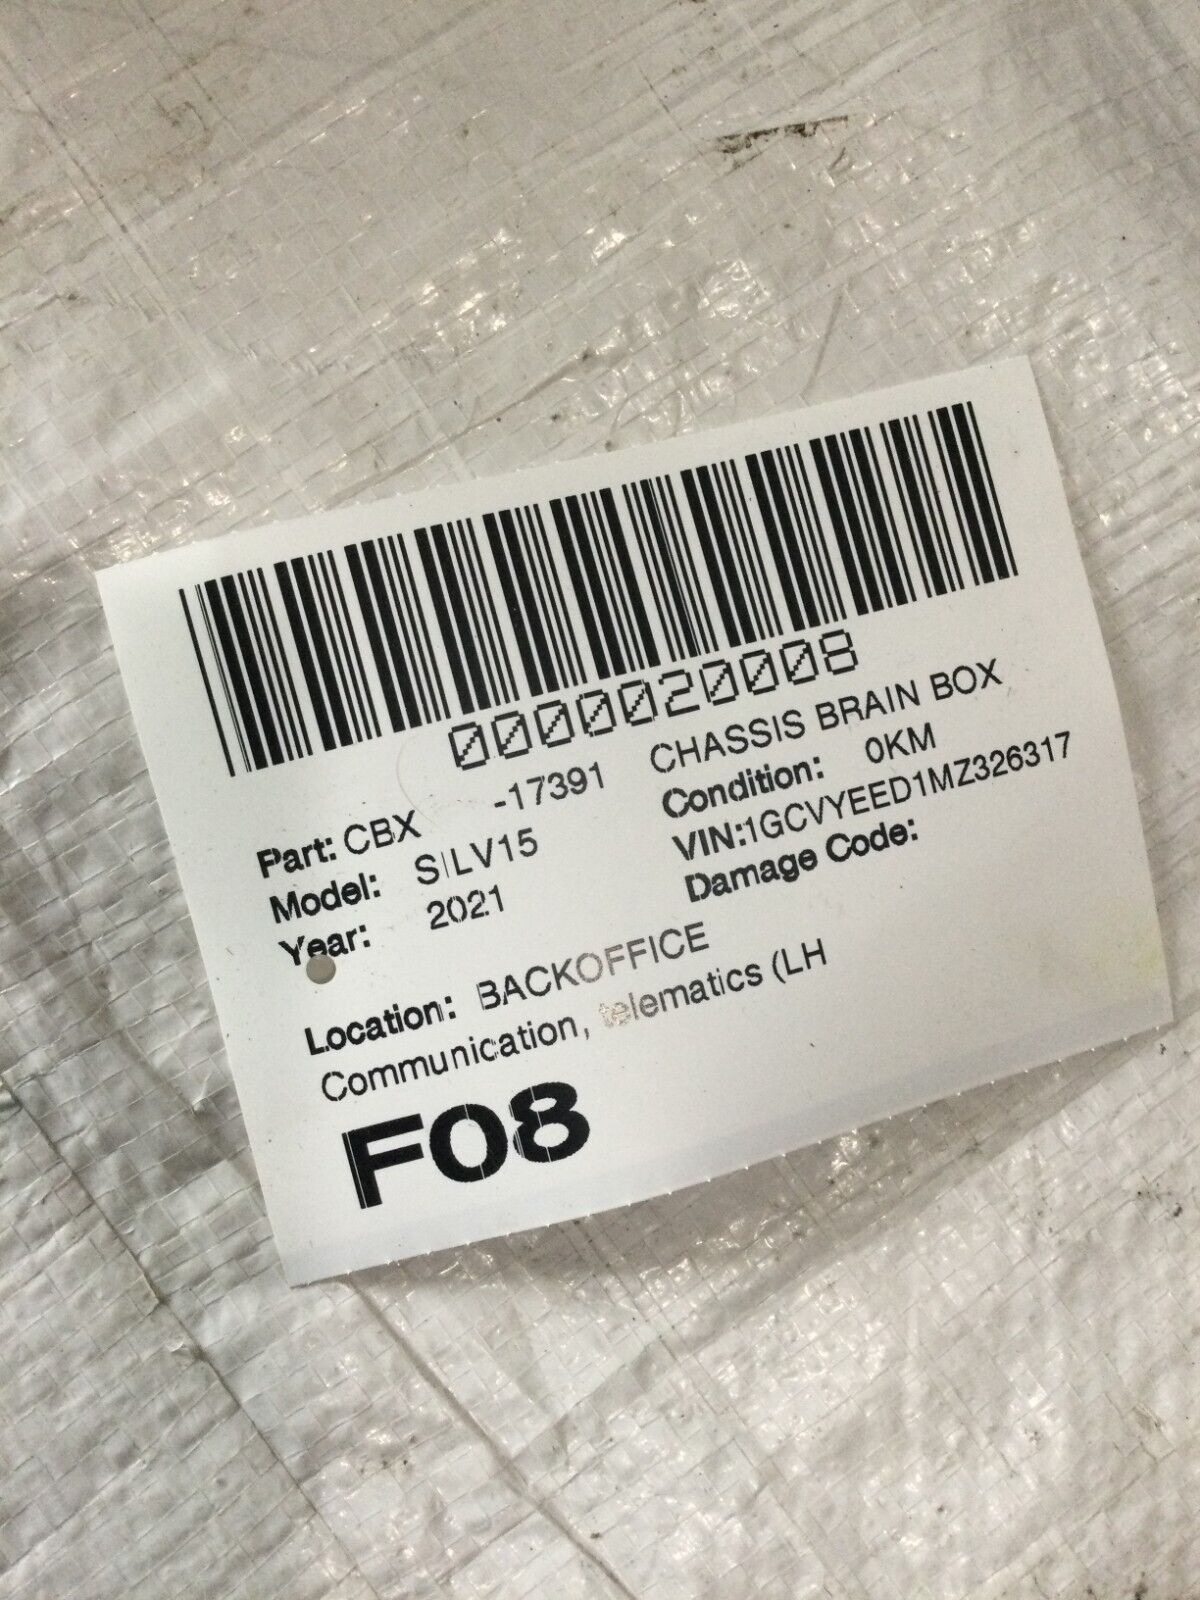 0000020008
Part: CBX -17391 CHASSIS BRAIN BOX
Model: SILV15 Condition: 0KM
Year: 2021 VIN:1GCVYEED1MZ326317
Damage Code:
Location: BACKOFFICE
Communication, telematics (LH
F08